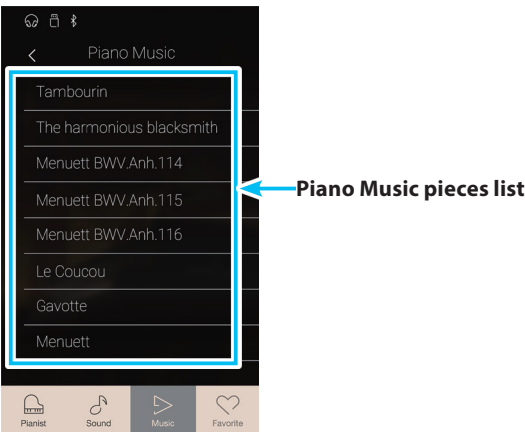 Piano Music
Tambourin
The harmonious blacksmith
Menuett BWV.Anh.114
Piano Music pieces list
Menuett BWV.Anh.115
Menuett BWV.Anh.116
Le Coucou
Gavotte
Menuett
Pianist Sound Music Favorite